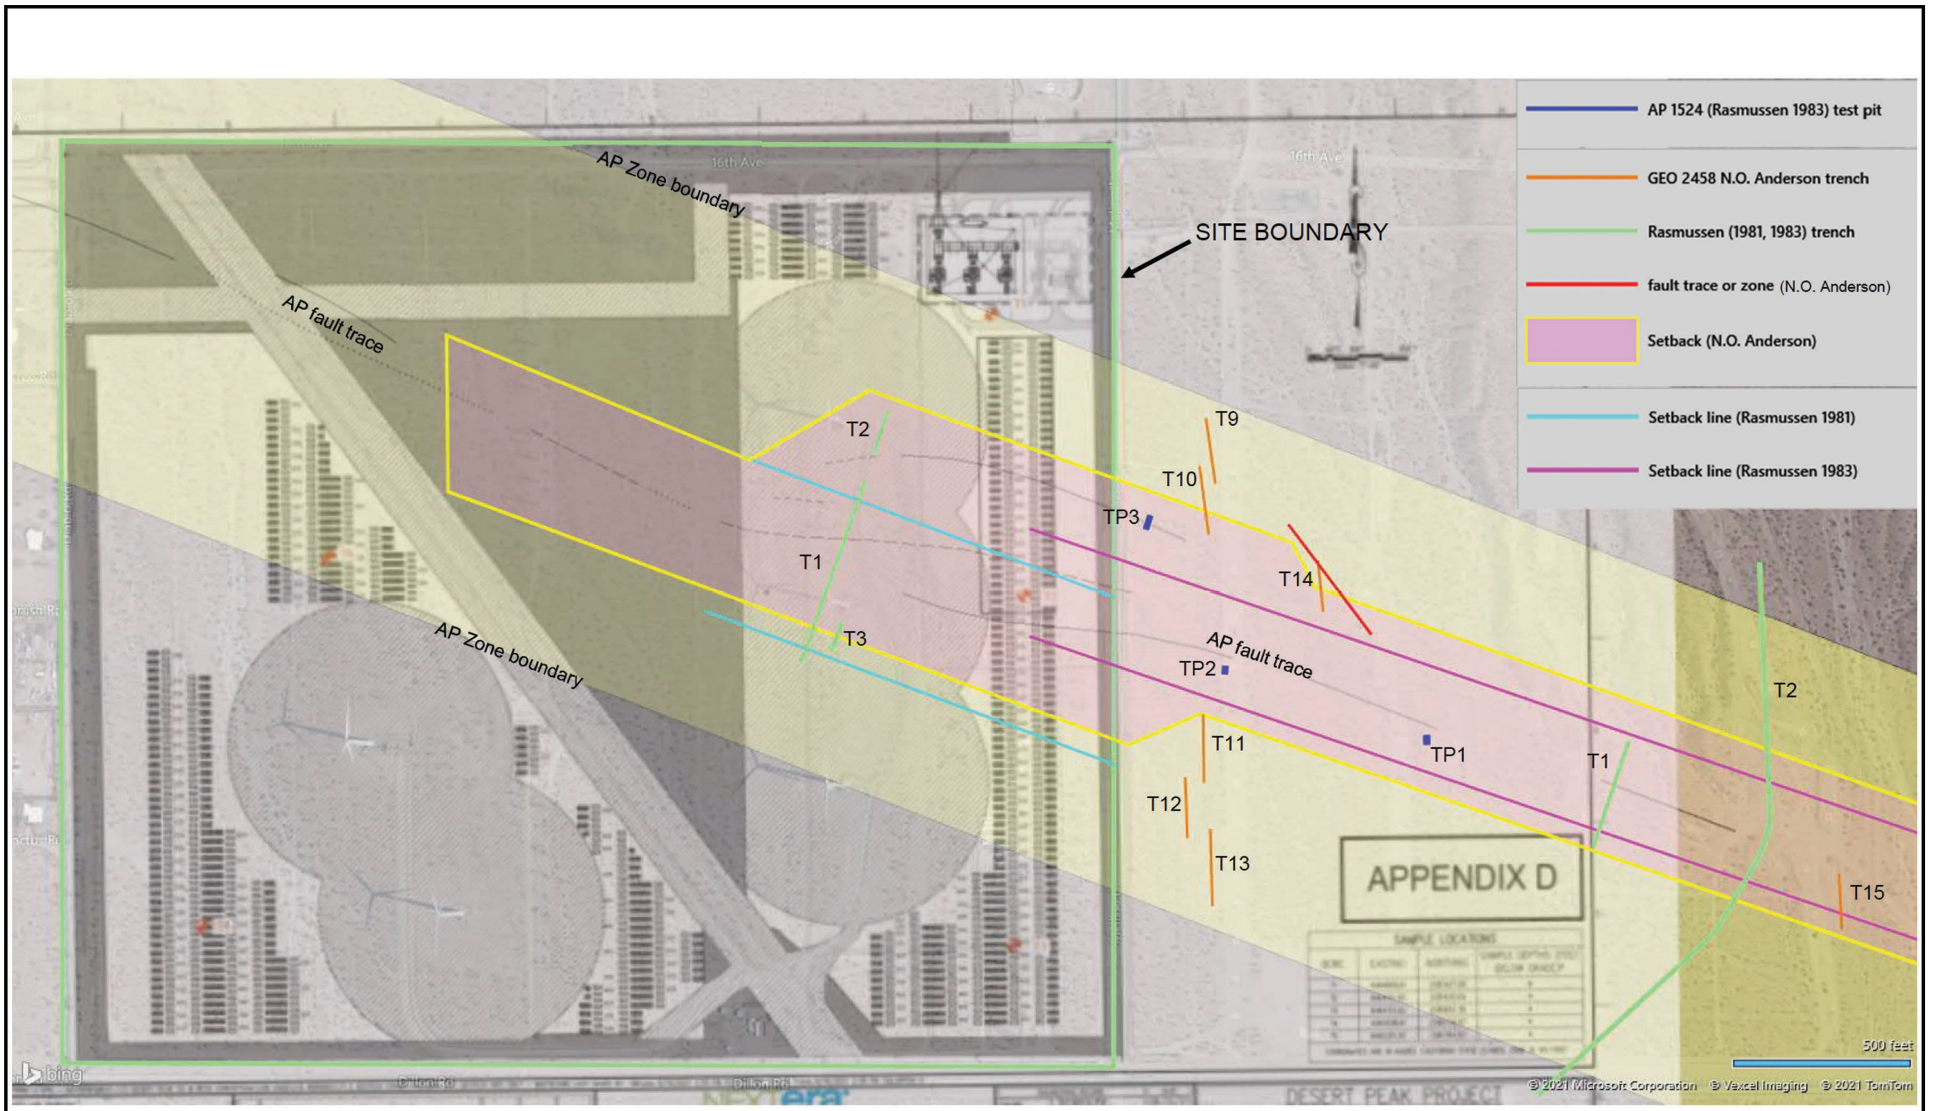 16th Ave
16th Ave
AP Zone boundary
SITE BOUNDARY
AP fault trace
AP 1524 (Rasmussen 1983) test pit
GEO 2458 N.O. Anderson trench
Rasmussen (1981, 1983) trench
fault trace or zone (N.O. Anderson)
Setback (N.O. Anderson)
Setback line (Rasmussen 1981)
Setback line (Rasmussen 1983)
T2
T9
T10
TP3
T1
T14
T3
AP Zone boundary
AP fault trace
TP2
T2
T11
TP1
T1
T12
T13
T15
APPENDIX D
SAMPLE LOCATIONS
500 feet
bing
Dillon Rd
Dillon Rd
© 2021 Microsoft Corporation © Vexcel Imaging © 2021 TomTom
NEXTera
DESERT PEAK PROJECT